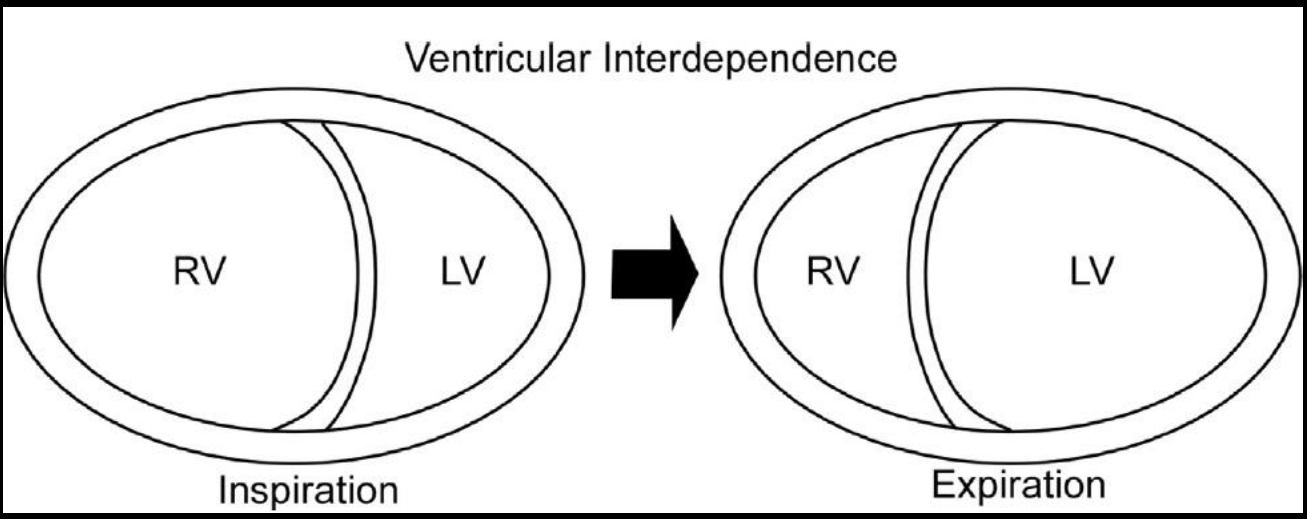 Ventricular Interdependence
RV
LV
RV
LV
Inspiration
Expiration